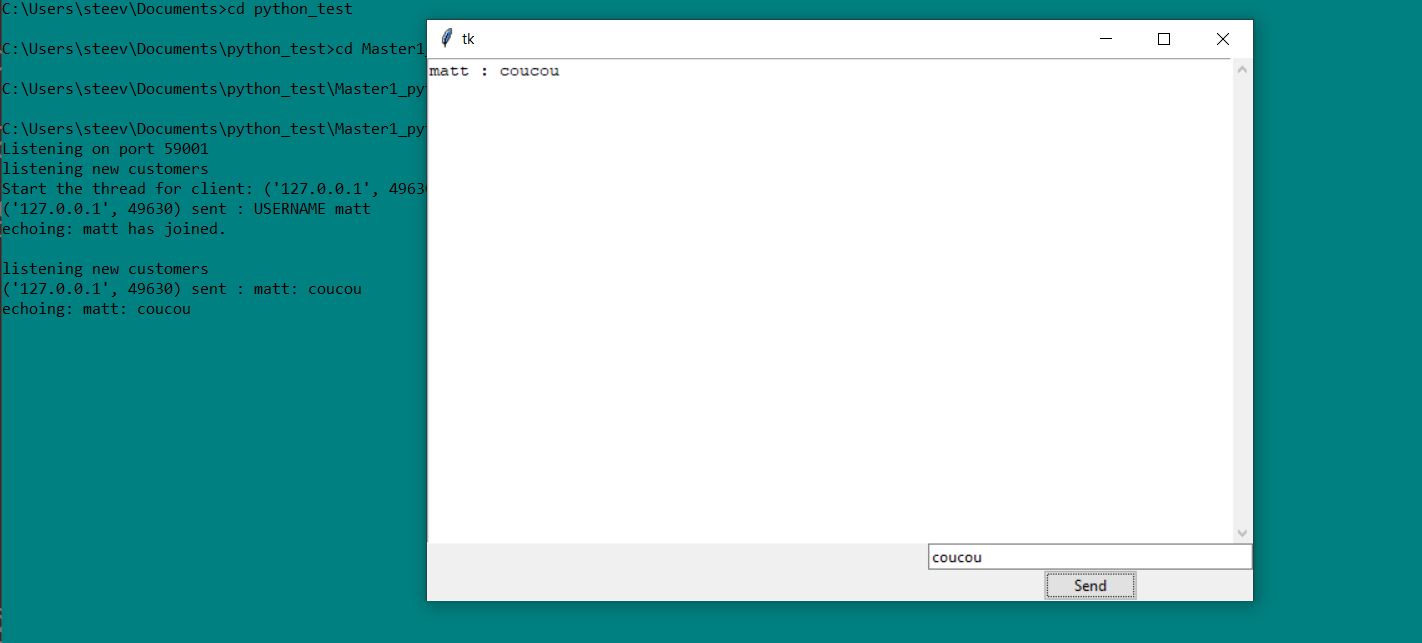 C:\Users\steev\Documents>cd python_test
C:\Users\steev\Documents\python_test>cd Master1
C:\Users\steev\Documents\python_test\Master1_py
C:\Users\steev\Documents\python_test\Master1_py
Listening on port 59001
listening new customers
Start the thread for client: ('127.0.0.1', 4963
('127.0.0.1', 49630) sent : USERNAME matt
echoing: matt has joined.
listening new customers
('127.0.0.1', 49630) sent : matt: coucou
echoing: matt: coucou
tk
matt : coucou
coucou
Send